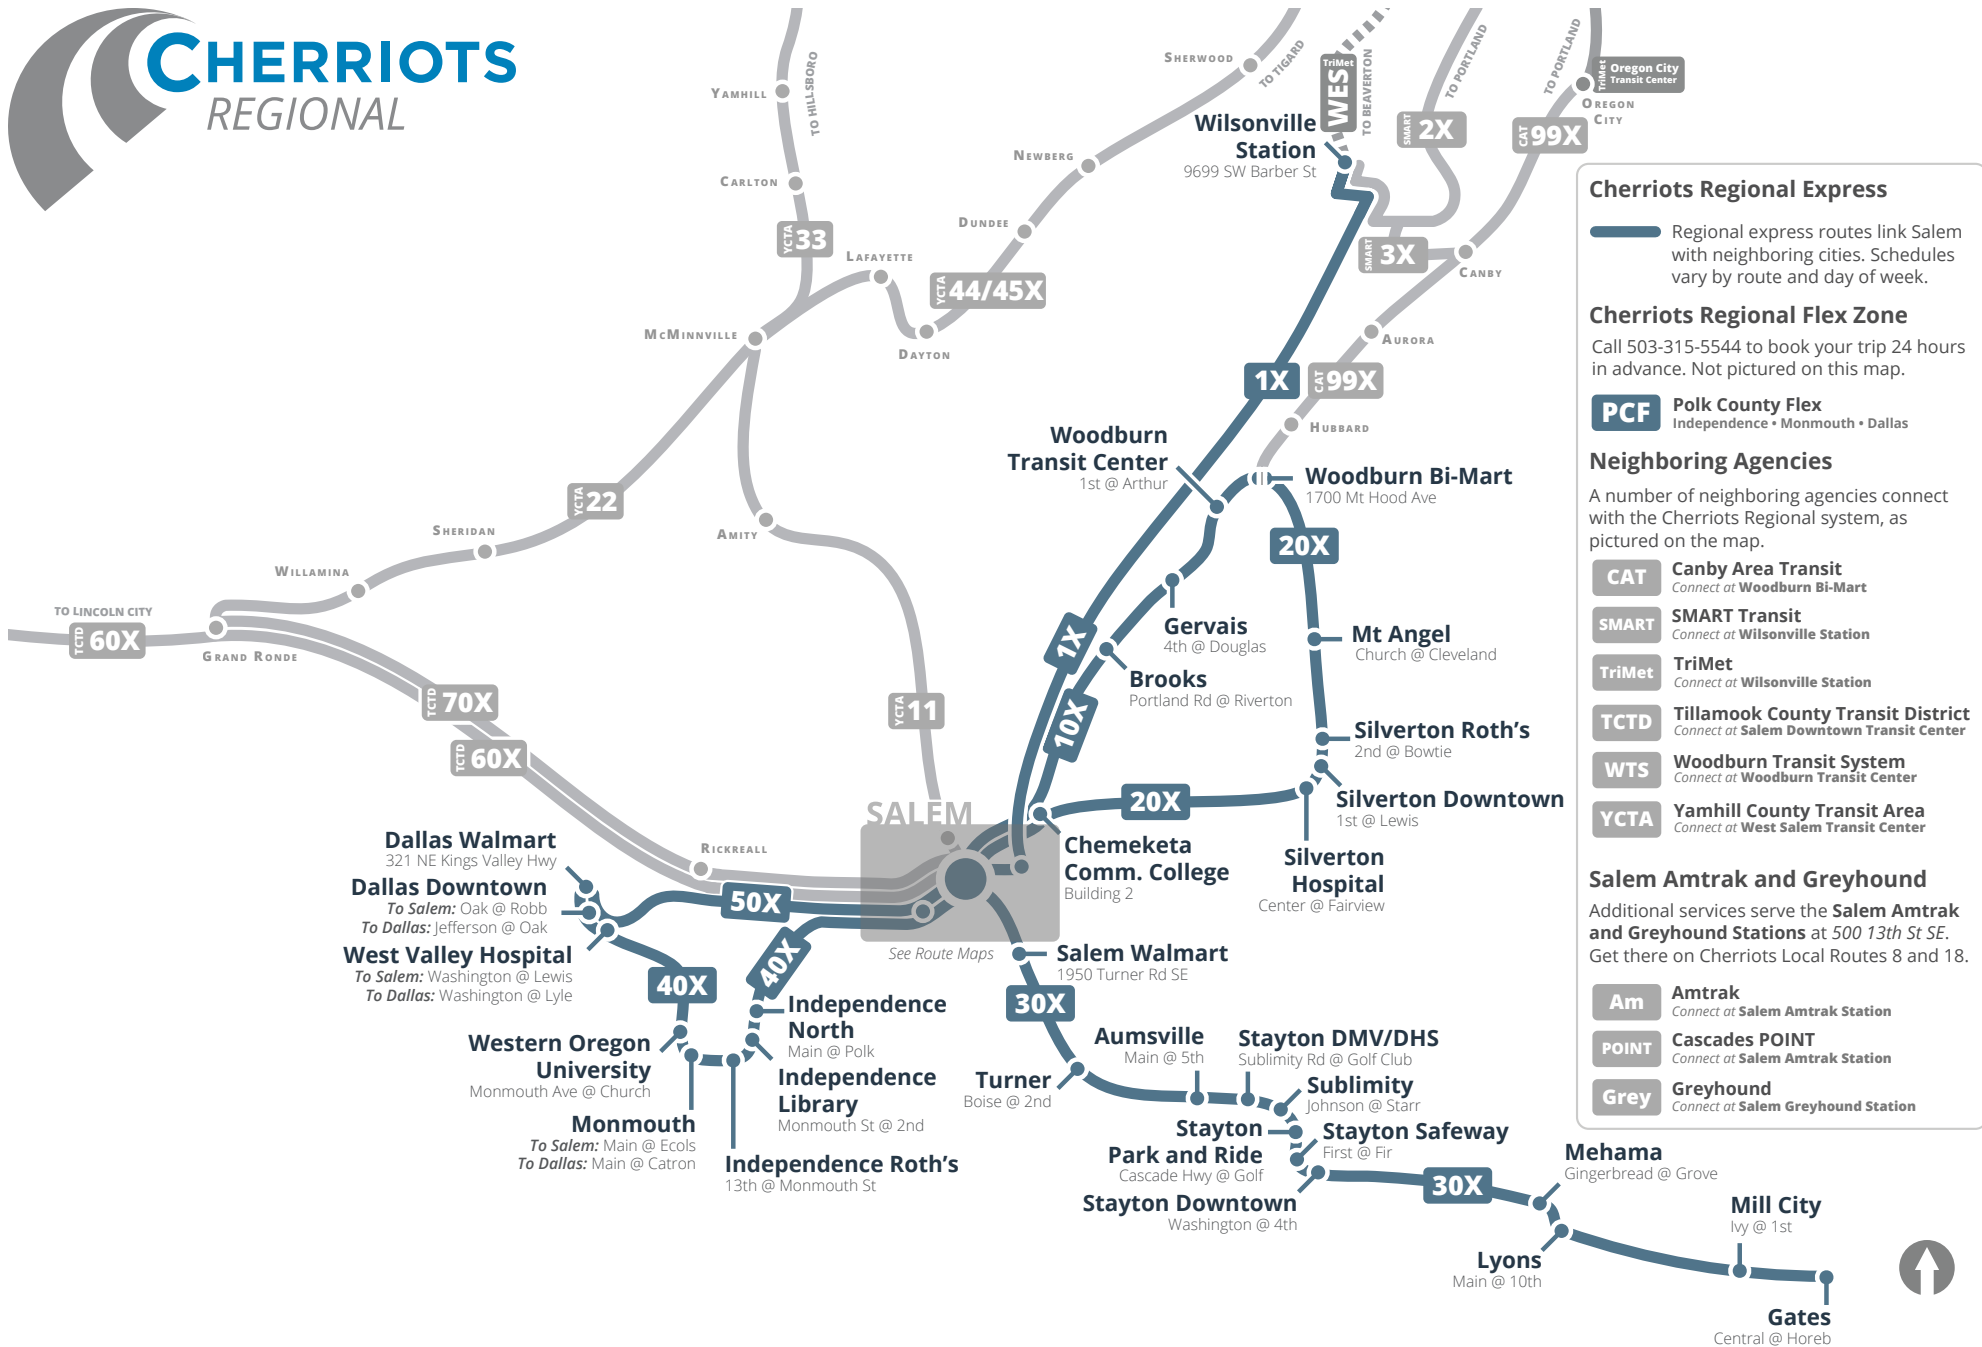 CHERRIOTS
REGIONAL
YAMHILL
TO HILLSBORO
CARLTON
YCTA 33
LAFAYETTE
MCMINNVILLE
DAYTON
YCTA 44/45X
DUNDEE
NEWBERG
SHERWOOD
TO TIGARD
TriMet
WES
TO BEAVERTON
Wilsonville
Station
9699 SW Barber St
SMART 2X
TO PORTLAND
SMART 3X
CAT 99X
TO PORTLAND
TriMet
Oregon City
Transit Center
OREGON
CITY
CANBY
AURORA
1X
CAT 99X
HUBBARD
Woodburn
Transit Center
1st @ Arthur
Woodburn Bi-Mart
1700 Mt Hood Ave
20X
YCTA 22
AMITY
SHERIDAN
WILLAMINA
TO LINCOLN CITY
TCTD 60X
GRAND RONDE
TCTD 70X
TCTD 60X
YCTA 11
RICKREALL
1X
10X
Gervais
4th @ Douglas
Brooks
Portland Rd @ Riverton
Mt Angel
Church @ Cleveland
Silverton Roth's
2nd @ Bowtie
Silverton Downtown
1st @ Lewis
20X
Silverton
Hospital
Center @ Fairview
SALEM
Chemeketa
Comm. College
Building 2
See Route Maps
Dallas Walmart
321 NE Kings Valley Hwy
Dallas Downtown
To Salem: Oak @ Robb
To Dallas: Jefferson @ Oak
West Valley Hospital
To Salem: Washington @ Lewis
To Dallas: Washington @ Lyle
50X
40X
40X
Western Oregon
University
Monmouth Ave @ Church
Monmouth
To Salem: Main @ Ecols
To Dallas: Main @ Catron
Independence
North
Main @ Polk
Independence
Library
Monmouth St @ 2nd
Independence Roth's
13th @ Monmouth St
Salem Walmart
1950 Turner Rd SE
30X
Turner
Boise @ 2nd
Aumsville
Main @ 5th
Stayton DMV/DHS
Sublimity Rd @ Golf Club
Sublimity
Johnson @ Starr
Stayton
Park and Ride
Cascade Hwy @ Golf
Stayton Safeway
First @ Fir
Stayton Downtown
Washington @ 4th
30X
Mehama
Gingerbread @ Grove
Lyons
Main @ 10th
Mill City
Ivy @ 1st
Gates
Central @ Horeb
Cherriots Regional Express
Regional express routes link Salem
with neighboring cities. Schedules
vary by route and day of week.
Cherriots Regional Flex Zone
Call 503-315-5544 to book your trip 24 hours
in advance. Not pictured on this map.
PCF
Polk County Flex
Independence • Monmouth • Dallas
Neighboring Agencies
A number of neighboring agencies connect
with the Cherriots Regional system, as
pictured on the map.
CAT
Canby Area Transit
Connect at Woodburn Bi-Mart
SMART
SMART Transit
Connect at Wilsonville Station
TriMet
TriMet
Connect at Wilsonville Station
TCTD
Tillamook County Transit District
Connect at Salem Downtown Transit Center
WTS
Woodburn Transit System
Connect at Woodburn Transit Center
YCTA
Yamhill County Transit Area
Connect at West Salem Transit Center
Salem Amtrak and Greyhound
Additional services serve the Salem Amtrak
and Greyhound Stations at 500 13th St SE.
Get there on Cherriots Local Routes 8 and 18.
Am
Amtrak
Connect at Salem Amtrak Station
POINT
Cascades POINT
Connect at Salem Amtrak Station
Grey
Greyhound
Connect at Salem Greyhound Station